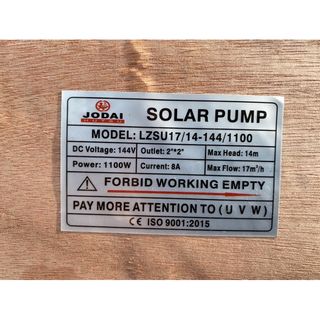 JODAI
SOLAR PUMP
MODEL: LZSU17/14-144/1100
DC Voltage: 144V Outlet: 2"*2" Max Head: 14m
Power: 1100W Current: 8A Max Flow: 17m³/h
FORBID WORKING EMPTY
PAY MORE ATTENTION TO ( U V W )
CE ISO 9001:2015